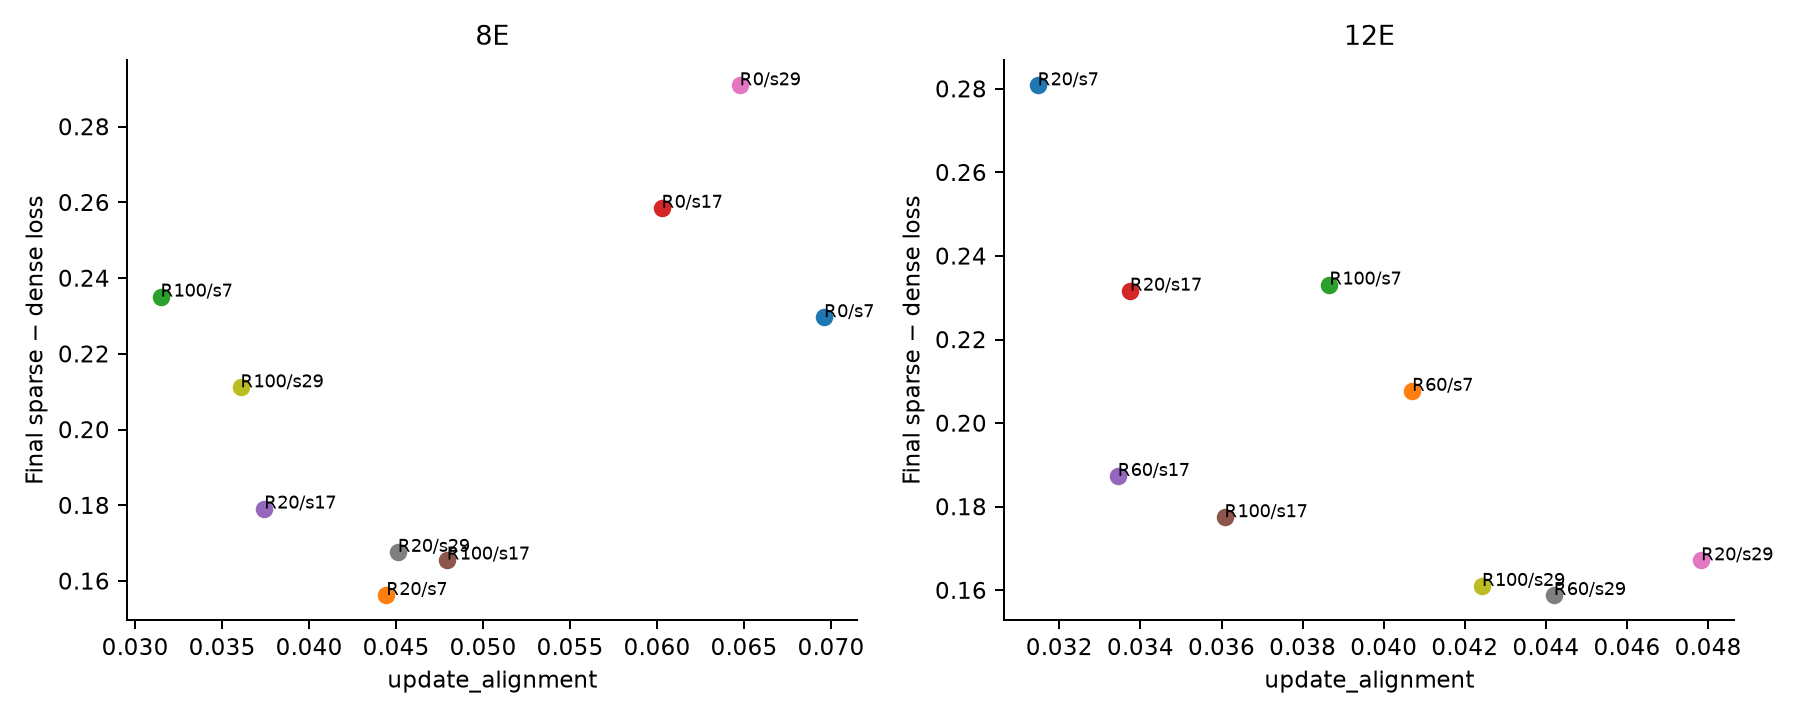 8E
Final sparse − dense loss
0.28
0.26
0.24
0.22
0.20
0.18
0.16
R0/s29
R0/s17
R100/s7
R0/s7
R100/s29
R20/s17
R20/s29
R100/s17
R20/s7
0.030 0.035 0.040 0.045 0.050 0.055 0.060 0.065 0.070
update_alignment
12E
Final sparse − dense loss
0.28
0.26
0.24
0.22
0.20
0.18
0.16
R20/s7
R100/s7
R20/s17
R60/s7
R60/s17
R100/s17
R20/s29
R100/s29
R60/s29
0.032 0.034 0.036 0.038 0.040 0.042 0.044 0.046 0.048
update_alignment